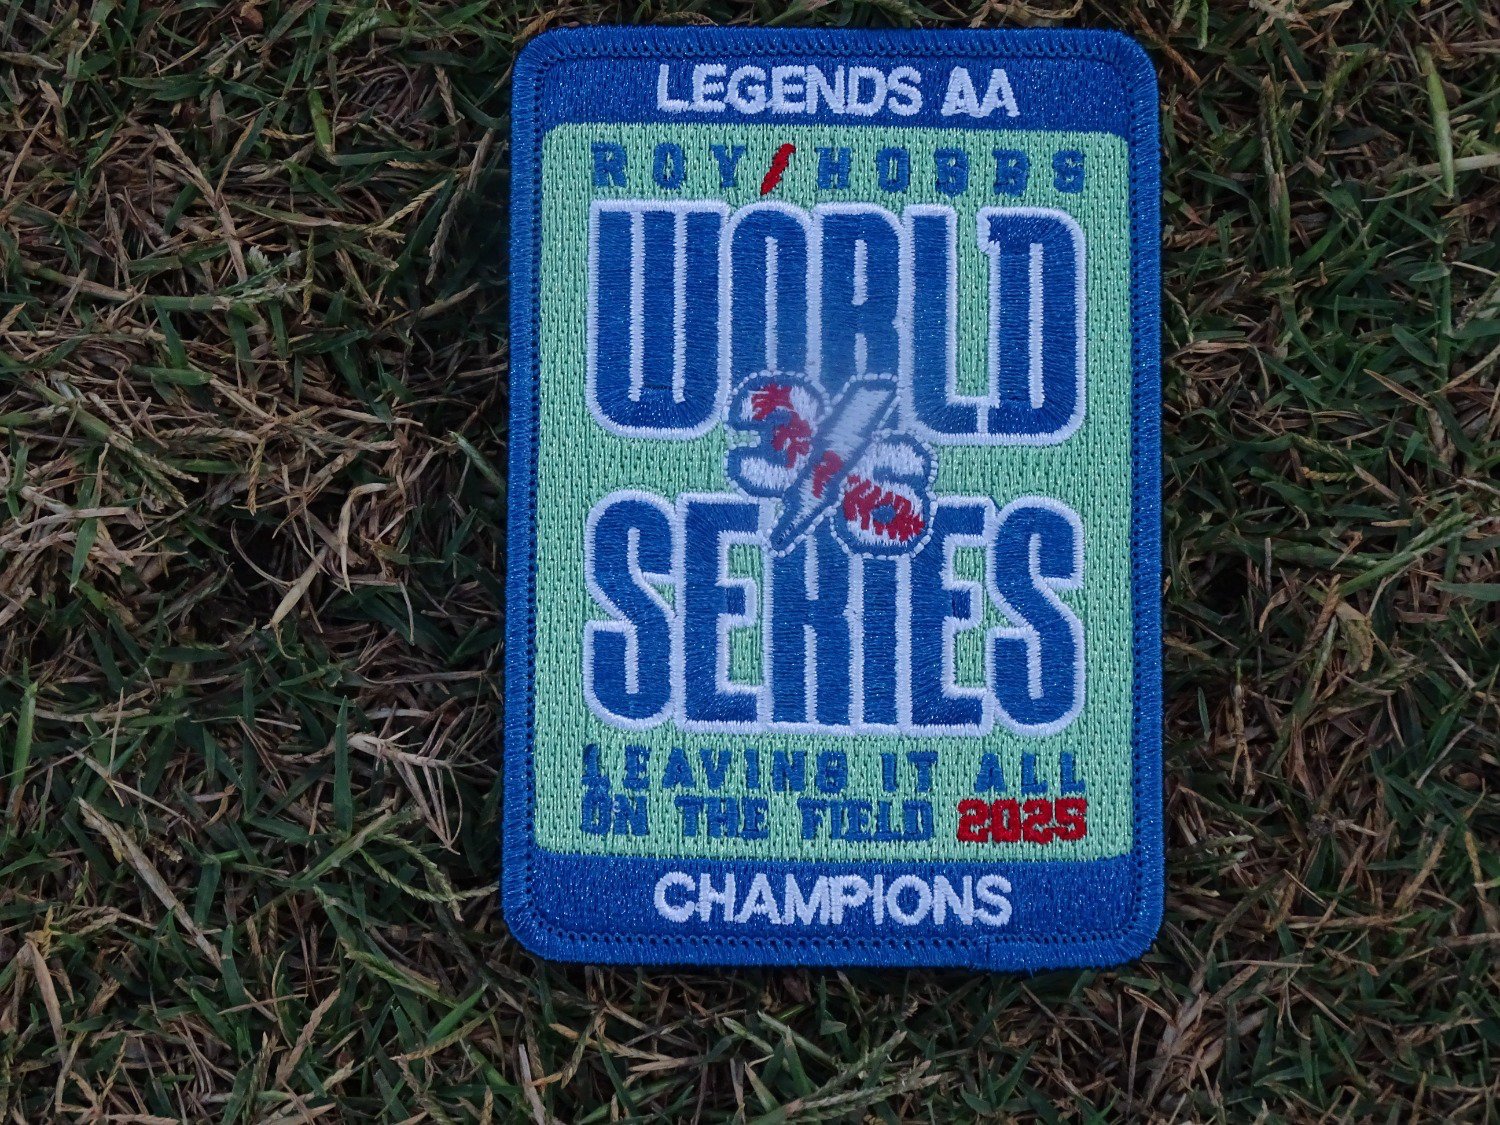 LEGENDS AA
ROY HOBBS
WORLD
36
SERIES
LEAVING IT ALL
ON THE FIELD 2025
CHAMPIONS